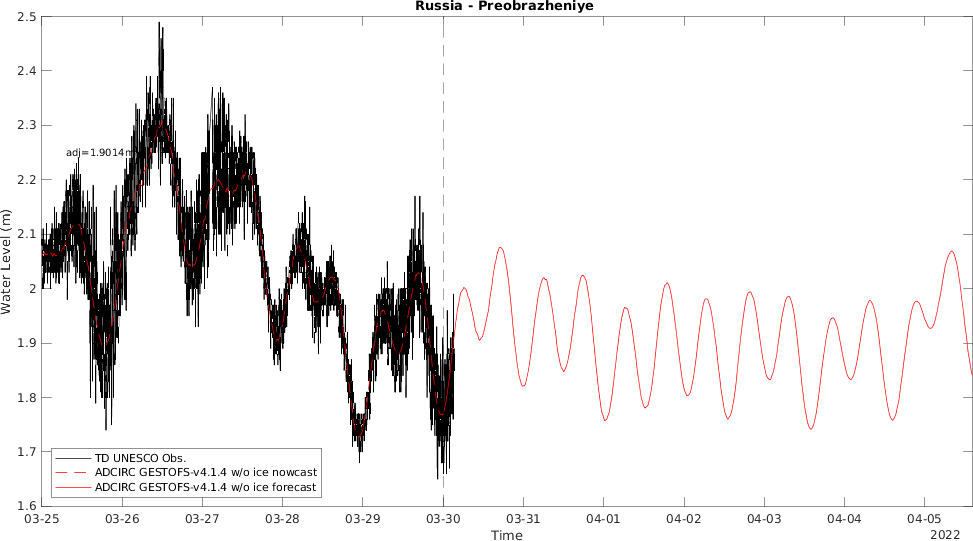 Russia - Preobrazheniye
2.5
2.4
2.3
2.2
2.1
2
1.9
1.8
1.7
1.6
Water Level (m)
adj=1.9014m
TD UNESCO Obs.
ADCIRC GESTOFS-v4.1.4 w/o ice nowcast
ADCIRC GESTOFS-v4.1.4 w/o ice forecast
03-25 03-26 03-27 03-28 03-29 03-30 03-31 04-01 04-02 04-03 04-04 04-05
Time
2022